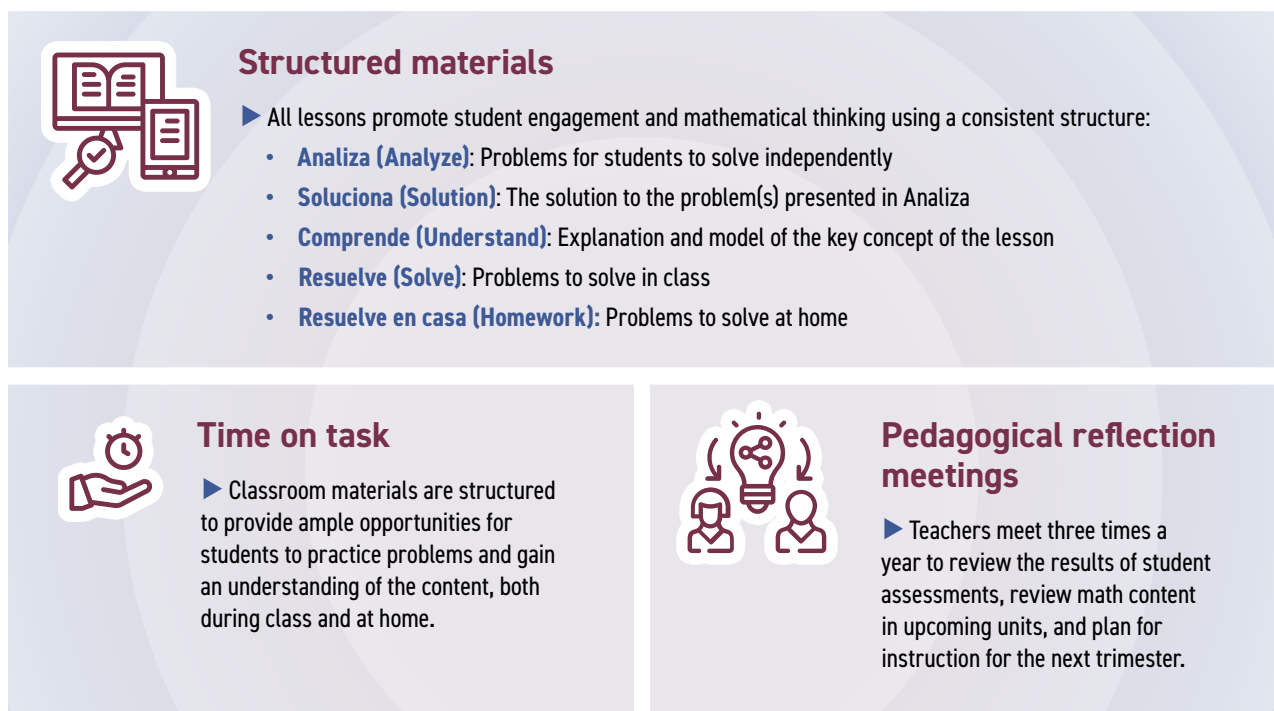 Structured materials
▶ All lessons promote student engagement and mathematical thinking using a consistent structure:
• Analiza (Analyze): Problems for students to solve independently
• Soluciona (Solution): The solution to the problem(s) presented in Analiza
• Comprende (Understand): Explanation and model of the key concept of the lesson
• Resuelve (Solve): Problems to solve in class
• Resuelve en casa (Homework): Problems to solve at home
Time on task
▶ Classroom materials are structured
to provide ample opportunities for
students to practice problems and gain
an understanding of the content, both
during class and at home.
Pedagogical reflection
meetings
▶ Teachers meet three times a
year to review the results of student
assessments, review math content
in upcoming units, and plan for
instruction for the next trimester.